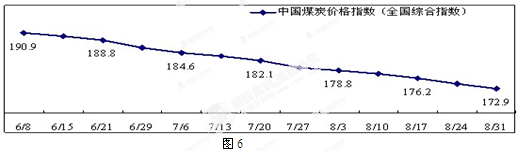 中国煤炭价格指数（全国综合指数）
190.9 188.8 184.6 182.1 178.8 176.2 172.9
6/8 6/15 6/21 6/29 7/6 7/13 7/20 7/27 8/3 8/10 8/17 8/24 8/31
图6